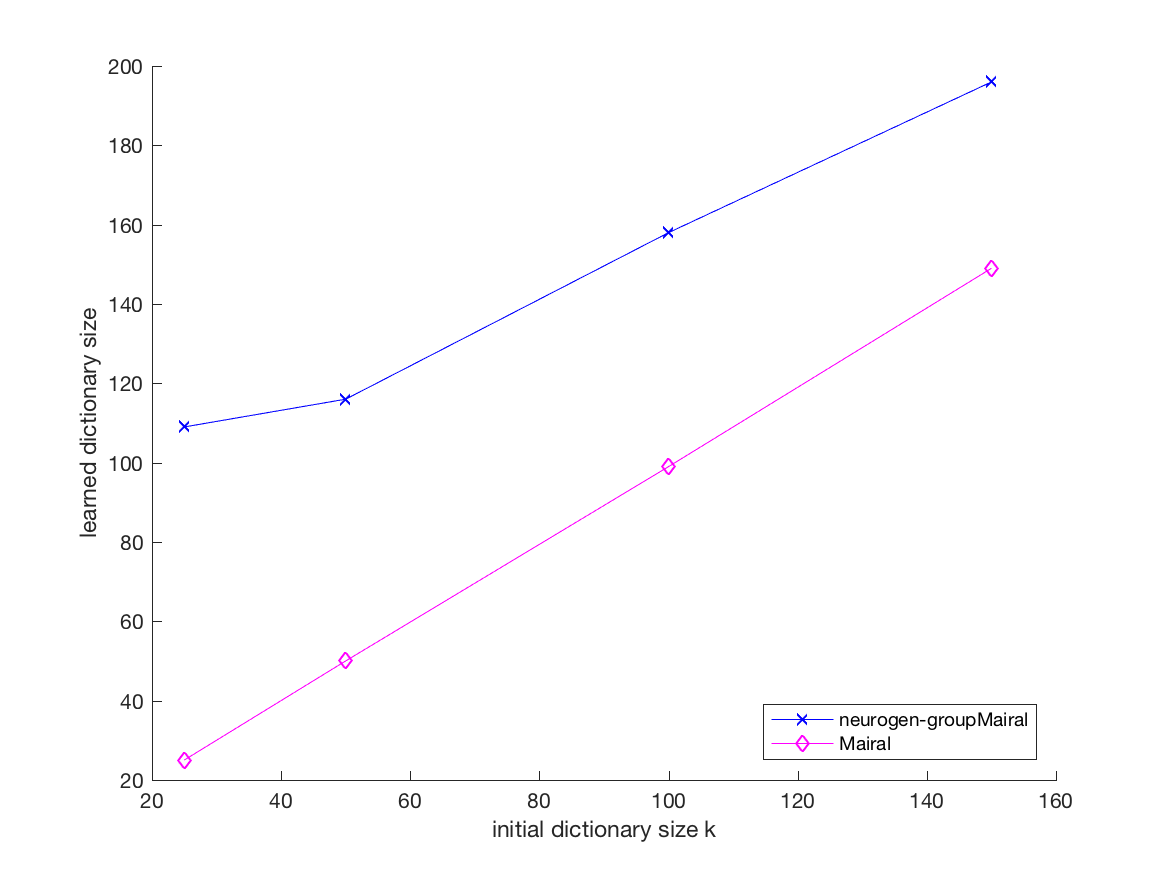 200
180
160
140
120
100
80
60
40
20
learned dictionary size
20 40 60 80 100 120 140 160
initial dictionary size k
neurogen-groupMairal
Mairal